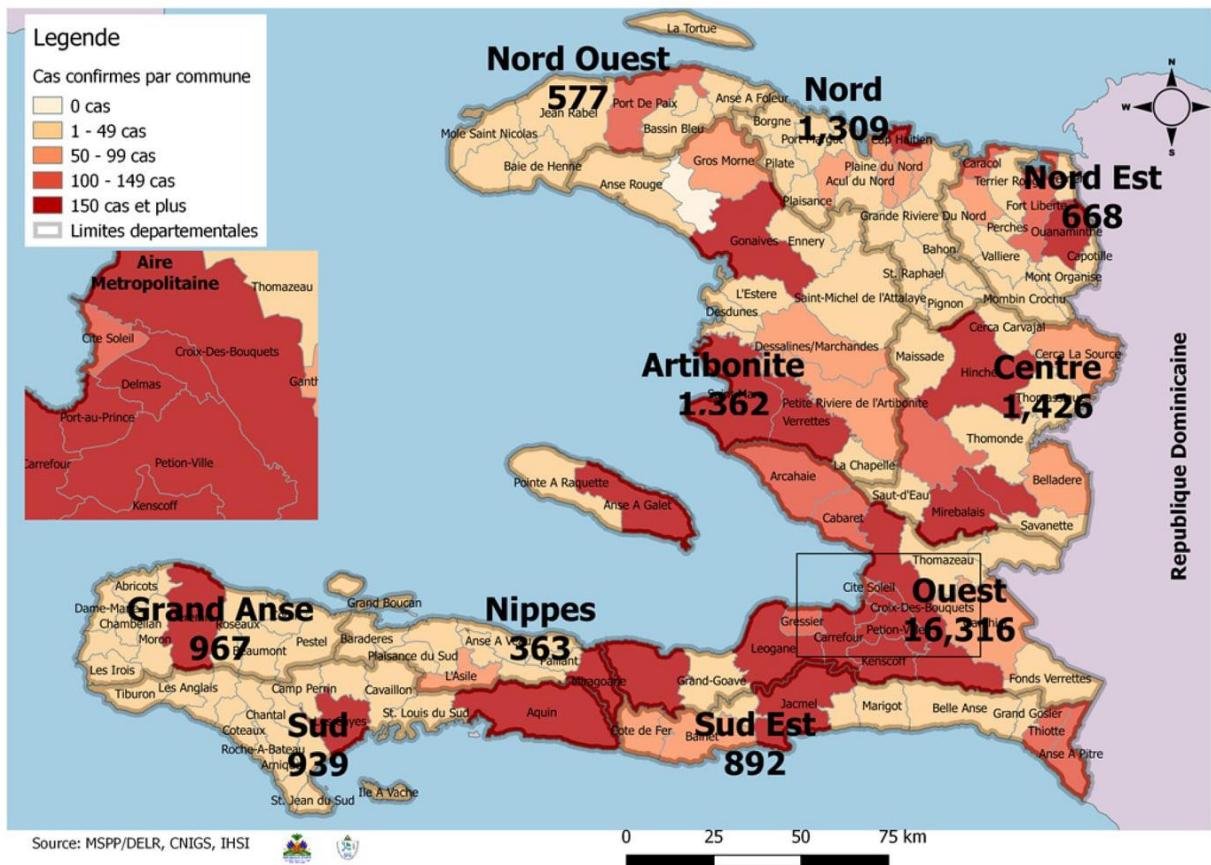 Legende
Cas confirmes par commune
0 cas
1 - 49 cas
50 - 99 cas
100 - 149 cas
150 cas et plus
Limites departementales
Aire
Metropolitaine
Thomazeau
Cite Soleil
Croix-Des-Bouquets
Ganth
Delmas
Port-au-Prince
Carrefour
Petion-Ville
Kenscoff
La Tortue
Nord Ouest
577
Port De Paix
Jean Rabel
Anse A Foleur
Mole Saint Nicolas
Bassin Bleu
Baie de Henne
Nord
1,309
Borgne
Port Margot
Cap Haitien
Pilate
Plaine du Nord
Acul du Nord
Plaisance
Grande Riviere Du Nord
Bahon
St. Raphael
Pignon
N
W
E
S
Caracol
Terrier Rouge
Nord Est
668
Fort Liberte
Perches
Ouanaminthe
Valliere
Capotille
Mont Organise
Mombin Crochu
Gros Morne
Anse Rouge
Gonaives
Ennery
L'Estere
Saint-Michel de l'Attalaye
Desdunes
Dessalines/Marchandes
Artibonite
1.362
Petite Riviere de l'Artibonite
Verrettes
La Chapelle
Cerca Carvajal
Maissade
Cerca La Source
Hinche
Centre
1,426
Thomonde
Belladere
Saut-d'Eau
Mirebalais
Savanette
Republique Dominicaine
Pointe A Raquette
Anse A Galet
Arcahaie
Cabaret
Thomazeau
Cite Soleil
Ouest
16,316
Croix-Des-Bouquets
Gressier
Carrefour
Petion-Ville
Leogane
Kenscoff
Grand-Goave
Fonds Verrettes
Abricots
Dame-Marie
Grand Anse
967
Chambellan
Roseaux
Moron
Beaumont
Pestel
Les Irois
Grand Boucan
Baraderes
Nippes
363
Anse A Veau
Plaisance du Sud
Paillant
L'Asile
Miragoane
Tiburon
Les Anglais
Camp Perrin
Cavaillon
St. Louis du Sud
Aquin
Chantal
Les Cayes
Sud
939
Coteaux
Roche-A-Bateau
St. Jean du Sud
Ile A Vache
Cote de Fer
Bainet
Jacmel
Sud Est
892
Marigot
Belle Anse
Grand Gosier
Thiotte
Anse A Pitre
Source: MSPP/DELR, CNIGS, IHSI
0 25 50 75 km